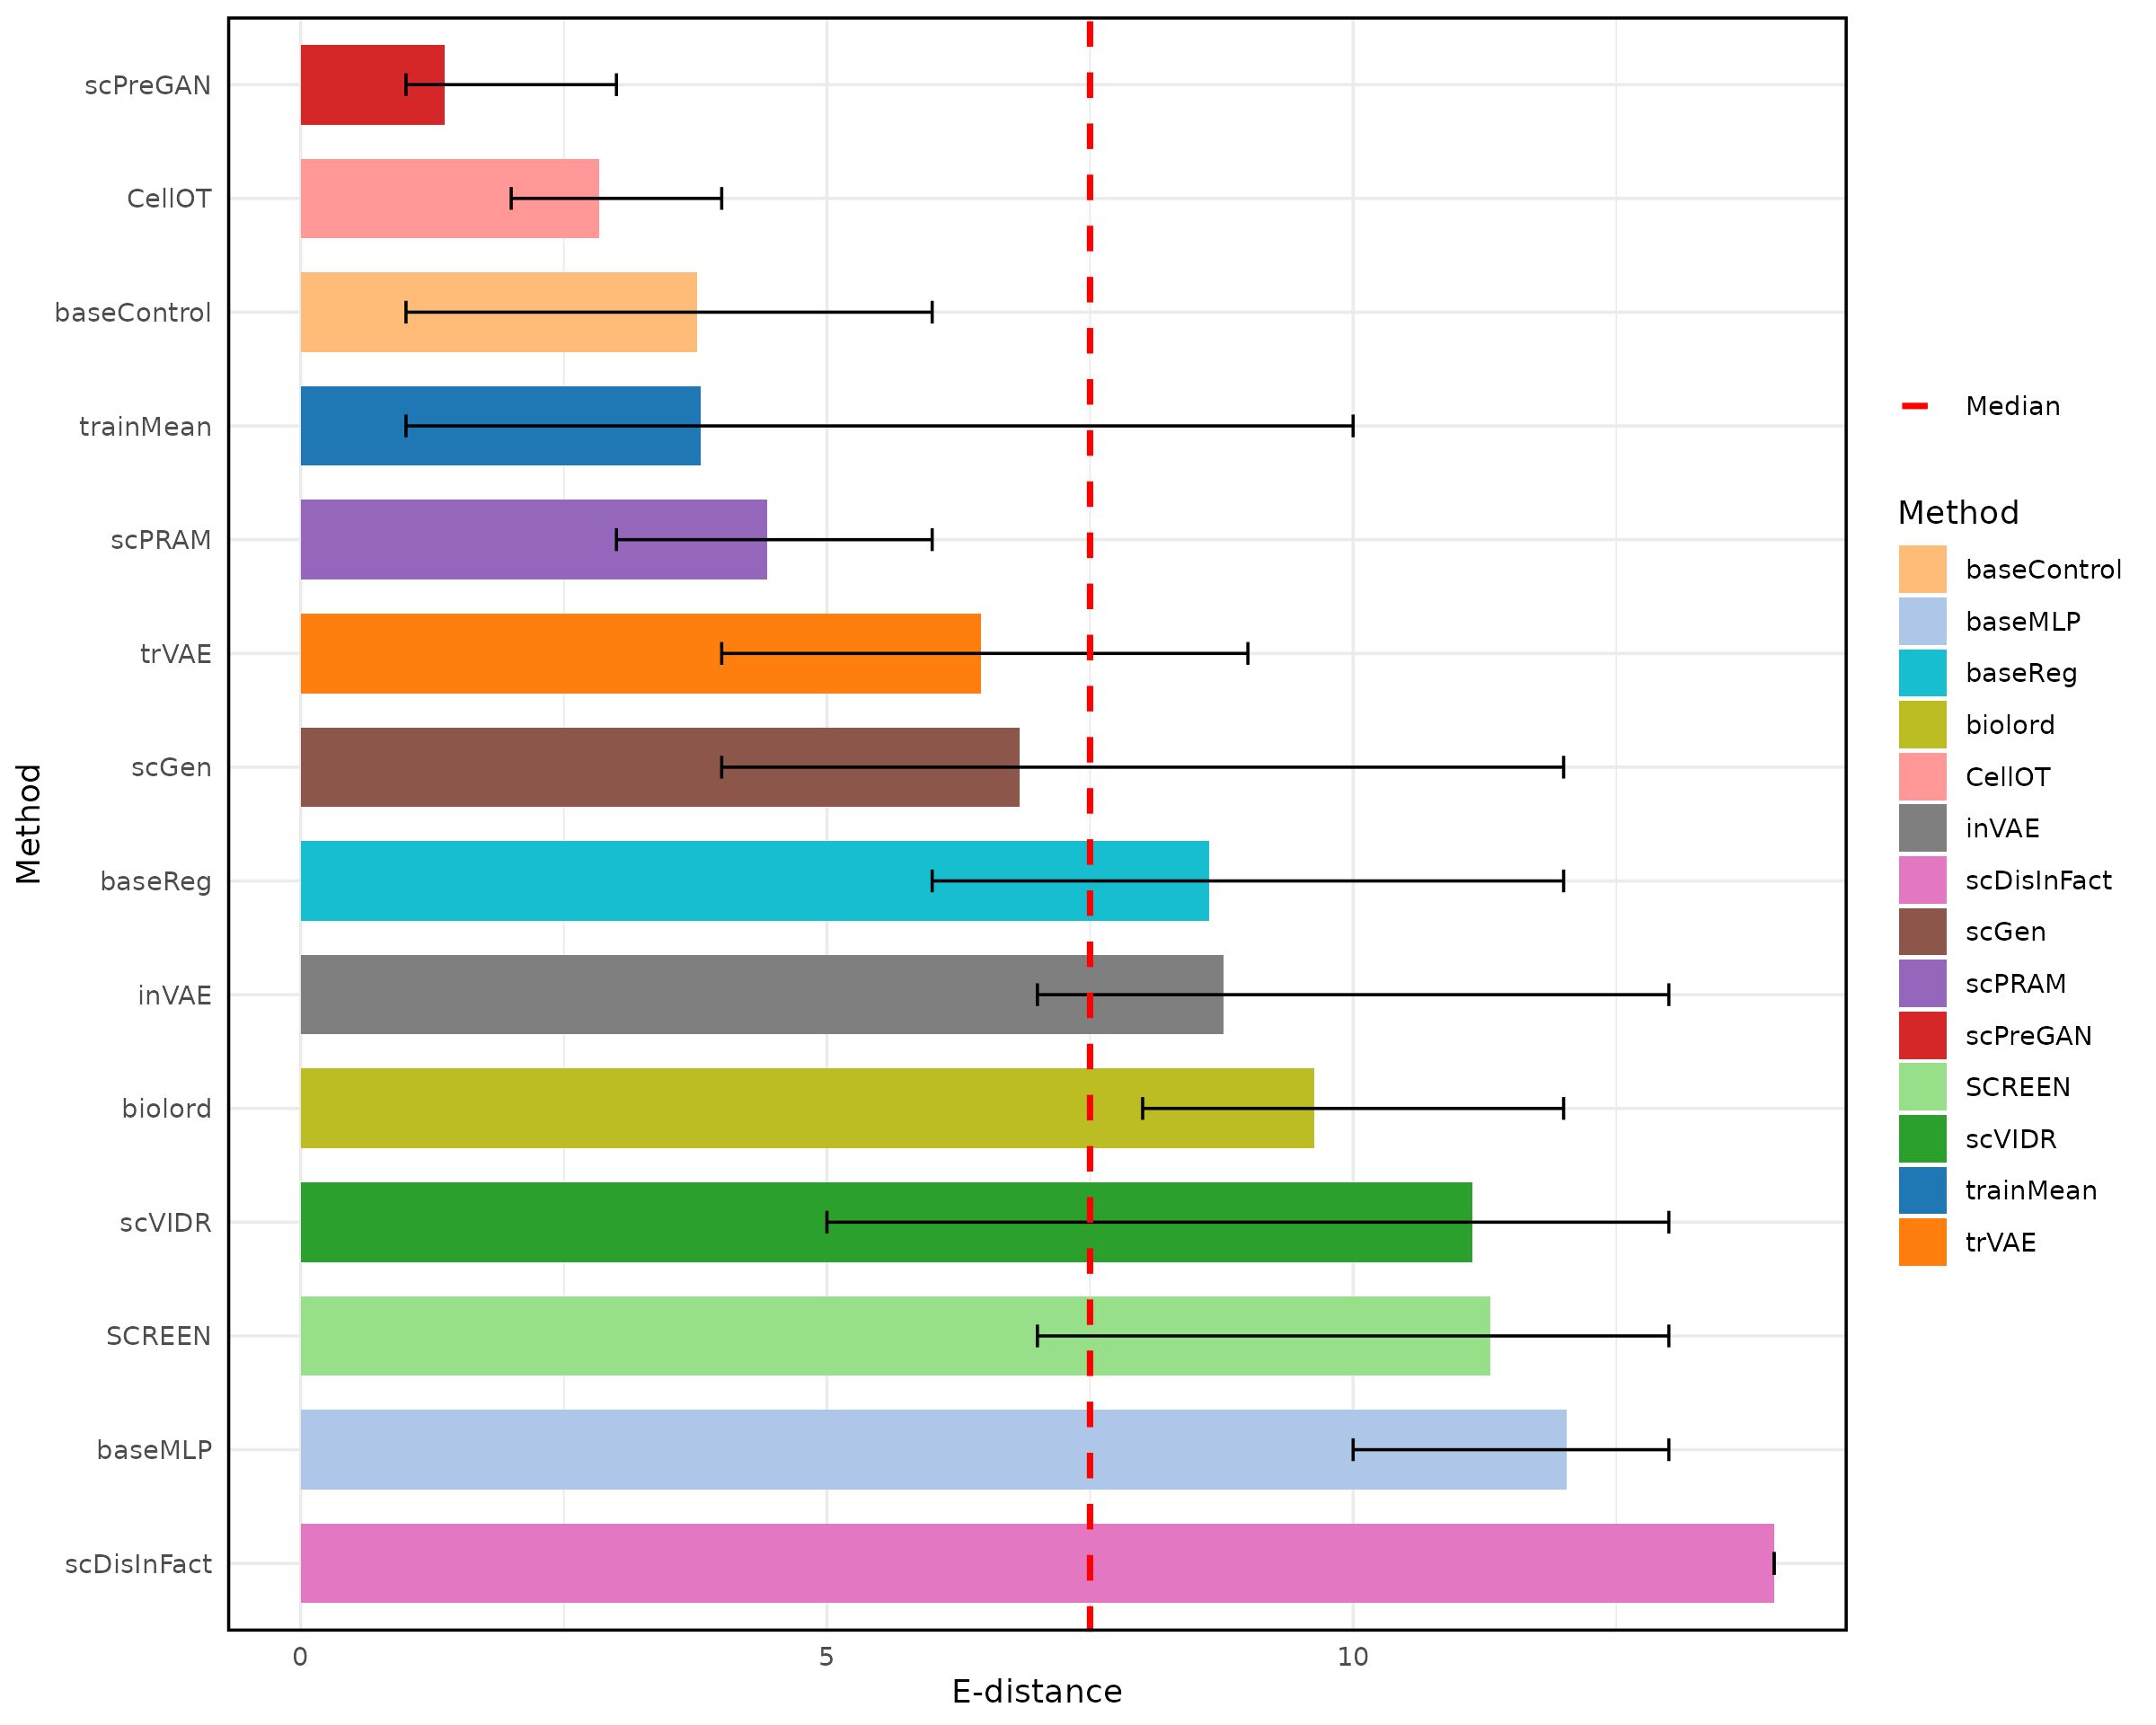 Method
scPreGAN
CellOT
baseControl
trainMean
scPRAM
trVAE
scGen
baseReg
inVAE
biolord
scVIDR
SCREEN
baseMLP
scDisInFact
0 5 10
E-distance
Median
Method
baseControl
baseMLP
baseReg
biolord
CellOT
inVAE
scDisInFact
scGen
scPRAM
scPreGAN
SCREEN
scVIDR
trainMean
trVAE